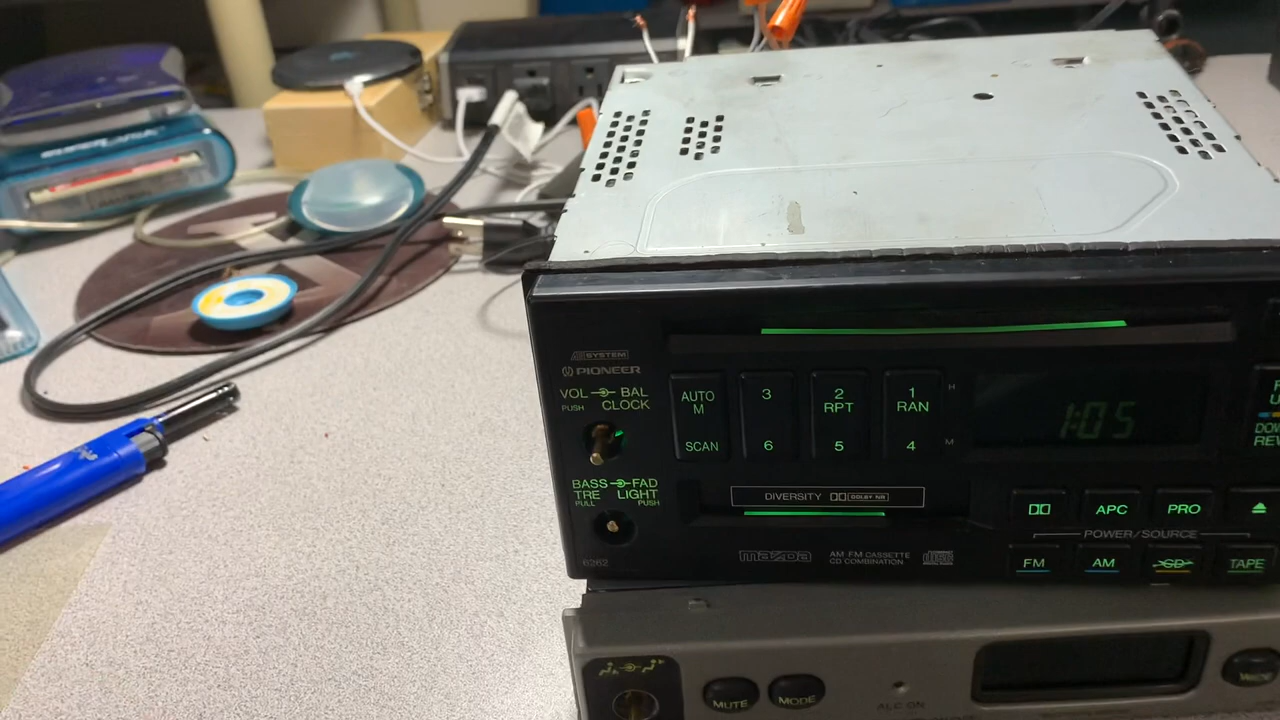 SYSTEM
PIONEER
VOL BAL
PUSH CLOCK
BASS FAD
TRE LIGHT
PULL PUSH
6262
AUTO
M
SCAN
3
6
2
RPT
5
1
RAN
4
H
M
1:05
DIVERSITY DOLBY NR
mazda
AM·FM CASSETTE
CD COMBINATION
APC
PRO
POWER/SOURCE
FM
AM
CD
TAPE
MUTE
MODE
ALC ON